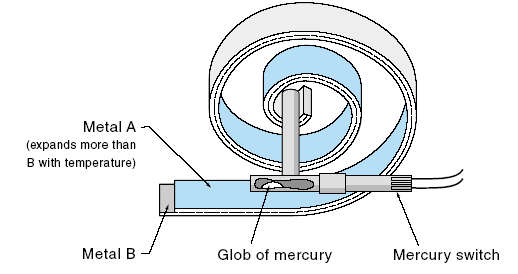 Metal A
(expands more than
B with temperature)
Metal B
Glob of mercury
Mercury switch